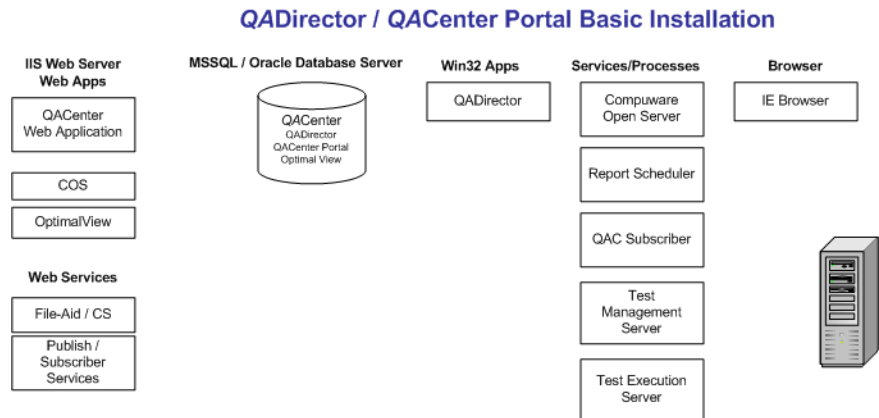 QADirector / QACenter Portal Basic Installation
IIS Web Server
Web Apps
QACenter
Web Application
COS
OptimalView
Web Services
File-Aid / CS
Publish /
Subscriber
Services
MSSQL / Oracle Database Server
QACenter
QADirector
QACenter Portal
Optimal View
Win32 Apps
QADirector
Services/Processes
Compuware
Open Server
Report Scheduler
QAC Subscriber
Test
Management
Server
Test Execution
Server
Browser
IE Browser